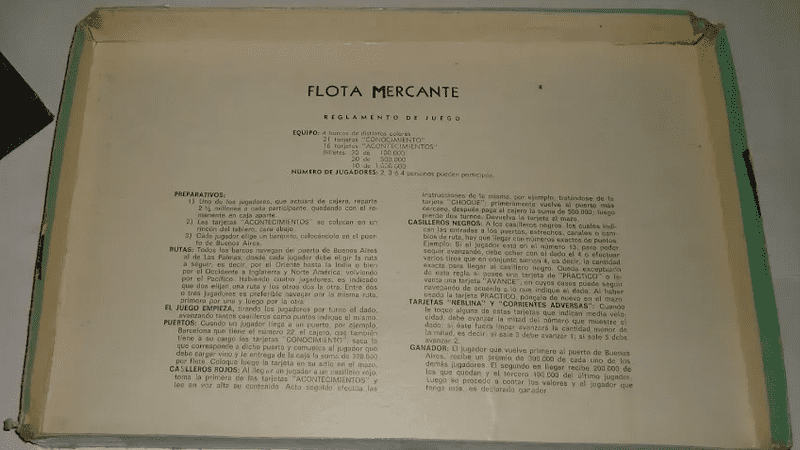 FLOTA MERCANTE
REGLAMENTO DE JUEGO
EQUIPO: 4 barcos de distintos colores
21 tarjetas "CONOCIMIENTO"
16 tarjetas "ACONTECIMIENTOS"
Billetes: 30 de 100.000
20 de 500.000
10 de 1.000.000
NUMERO DE JUGADORES: 2, 3 ó 4 personas pueden participar.
PREPARATIVOS:
1) Uno de los jugadores, que actuará de cajero, reparte
2 ½ millones a cada participante, quedando con el re-
manente en caja aparte.
2) Las tarjetas "ACONTECIMIENTOS" se colocan en un
rincón del tablero, cara abajo.
3) Cada jugador elige un barquito, colocándolo en el puer-
to de Buenos Aires.
RUTAS: Todos los barcos navegan del puerto de Buenos Aires
al de Las Palmas, donde cada jugador debe eligir la ruta
a seguir; es decir, por el Oriente hasta la India o bien
por el Occidente a Inglaterra y Norte América, volviendo
por el Pacífico. Habiendo cuatro jugadores, es indicado
que dos elijan una ruta y los otros dos la otra. Entre dos
o tres jugadores es preferible navegar por la misma ruta,
primero por una y luego por la otra.
EL JUEGO EMPIEZA, tirando los jugadores por turno el dado,
avanzando tantos casilleros como puntos indique el mismo.
PUERTOS: Cuando un jugador llega a un puerto, por ejemplo,
Barcelona que tiene el número 22, el cajero, que también
tiene a su cargo las tarjetas "CONOCIMIENTO", saca la
que corresponde a dicho puerto y comunica al jugador que
debe cargar vino y le entrega de la caja la suma de
por flete. Coloque luego la tarjeta en su sitio en el mazo.
CASILLEROS ROJOS: Al llegar un jugador a un casillero rojo,
toma la primera de las tarjetas "ACONTECIMIENTOS" y
lee en voz alta su contenido. Acto seguido efectúa las
instrucciones de la misma, por ejemplo, tratándose de la
tarjeta "CHOQUE", primeramente vuelve al puerto más
cercano, después paga al cajero la suma de 500.000; luego
pierde dos turnos. Devuelva la tarjeta al mazo.
CASILLEROS NEGROS: A los casilleros negros, los cuales indi-
can las entradas a los puertos, estrechos, canales o cam-
bios de ruta, hay que llegar con números exactos de puntos.
Ejemplo: Si el jugador está en el número 15, para poder
seguir avanzando, debe echar con el dado el 4 o efectuar
varios tiros que en conjunto sumen 4, es decir, la cantidad
exacta para llegar al casillero negro. Queda exceptuado
de esta regla, si posee una tarjeta de "PRACTICO" o le-
vanta una tarjeta "AVANCE", en cuyos casos puede seguir
navegando de acuerdo a lo que indique el dado. Al haber
usado la tarjeta PRACTICO, póngala de nuevo en el mazo
TARJETAS "NEBLINA" Y "CORRIENTES ADVERSAS": Cuando
le toque alguna de estas tarjetas que indican media velo-
cidad, debe avanzar la mitad del número que muestre el
dado; si éste fuera impar avanzará la cantidad menor de
la mitad, es decir: si sale 3 debe avanzar 1; si sale 5 debe
avanzar 2.
GANADOR: El jugador que vuelve primero al puerto de Buenos
Aires, recibe un premio de 300.000 de cada uno de los
demás jugadores. El segundo en llegar recibe 200.000 de
los que quedan y el tercero 100.000 del último jugador.
Luego se procede a contar los valores y el jugador que
tenga más, es declarado ganador.